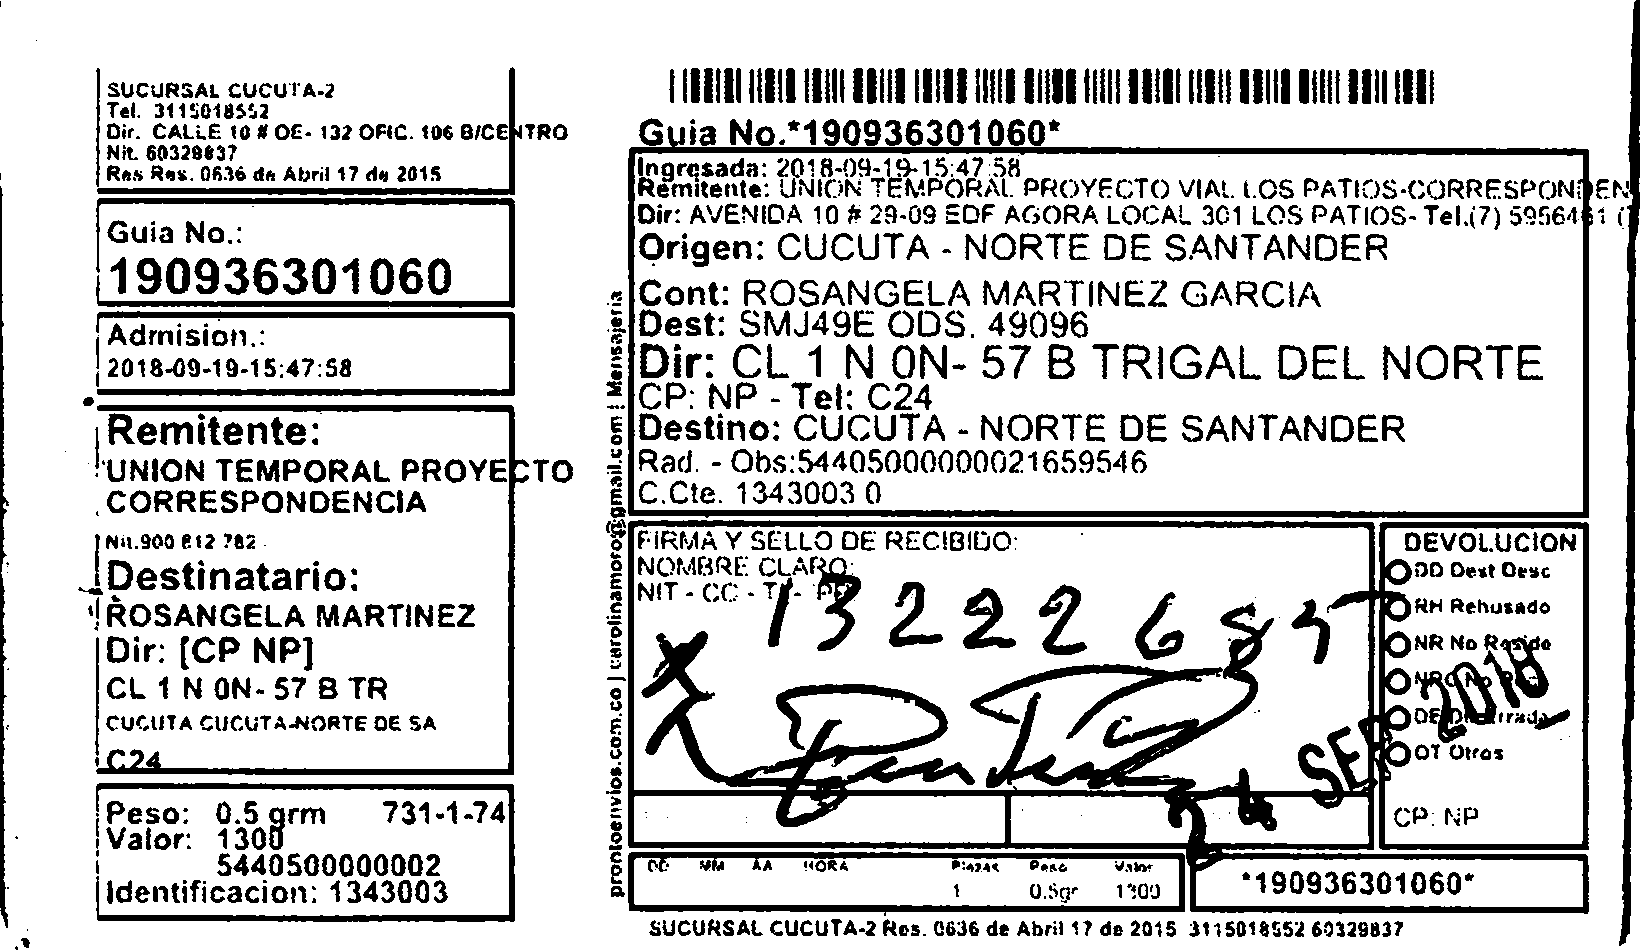 SUCURSAL CUCUTA-2
Tel. 3115018552
Dir. CALLE 10 # OE- 132 OFIC. 106 B/CENTRO
Nit. 60329837
Res Res. 0636 de Abril 17 de 2015
Guia No.:
190936301060
Admision.:
2018-09-19-15:47:58
Remitente:
UNION TEMPORAL PROYECTO
CORRESPONDENCIA
Nit.900 812 782
Destinatario:
ROSANGELA MARTINEZ
Dir: [CP NP]
CL 1 N 0N- 57 B TR
CUCUTA CUCUTA-NORTE DE SA
C24
Peso: 0.5 grm 731-1-74
Valor: 1300
5440500000002
Identificacion: 1343003
prontoenvios.com.co | carolinamoro@gmail.com | Mensajeria
Guia No.*190936301060*
Ingresada: 2018-09-19-15:47:58
Remitente: UNION TEMPORAL PROYECTO VIAL LOS PATIOS-CORRESPONDEN
Dir: AVENIDA 10 # 29-09 EDF AGORA LOCAL 301 LOS PATIOS- Tel.(7) 5956461 (
Origen: CUCUTA - NORTE DE SANTANDER
Cont: ROSANGELA MARTINEZ GARCIA
Dest: SMJ49E ODS. 49096
Dir: CL 1 N 0N- 57 B TRIGAL DEL NORTE
CP: NP - Tel: C24
Destino: CUCUTA - NORTE DE SANTANDER
Rad. - Obs:544050000000021659546
C.Cte. 1343003 0
FIRMA Y SELLO DE RECIBIDO:
NOMBRE CLARO:
NIT - CC - TI -
13222685
24 SEP 2018
DEVOLUCION
DD Dest Desc
RH Rehusado
NR No Reside
OT Otros
CP: NP
DD MM AA HORA Piezas Peso Valor
1 0.5gr 1300
*190936301060*
SUCURSAL CUCUTA-2 Res. 0636 de Abril 17 de 2015 3115018552 60329837